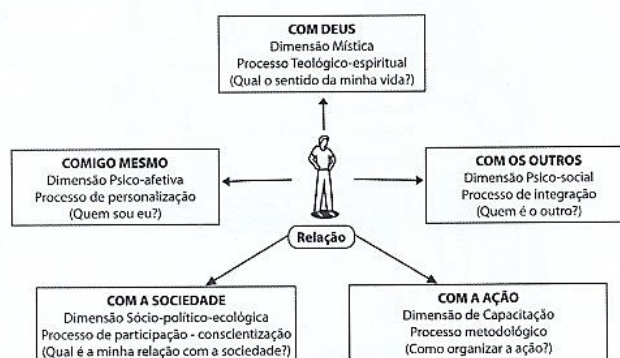 COM DEUS
Dimensão Mística
Processo Teológico-espiritual
(Qual o sentido da minha vida?)
COMIGO MESMO
Dimensão Psico-afetiva
Processo de personalização
(Quem sou eu?)
COM OS OUTROS
Dimensão Psico-social
Processo de integração
(Quem é o outro?)
Relação
COM A SOCIEDADE
Dimensão Sócio-político-ecológica
Processo de participação - conscientização
(Qual é a minha relação com a sociedade?)
COM A AÇÃO
Dimensão de Capacitação
Processo metodológico
(Como organizar a ação?)